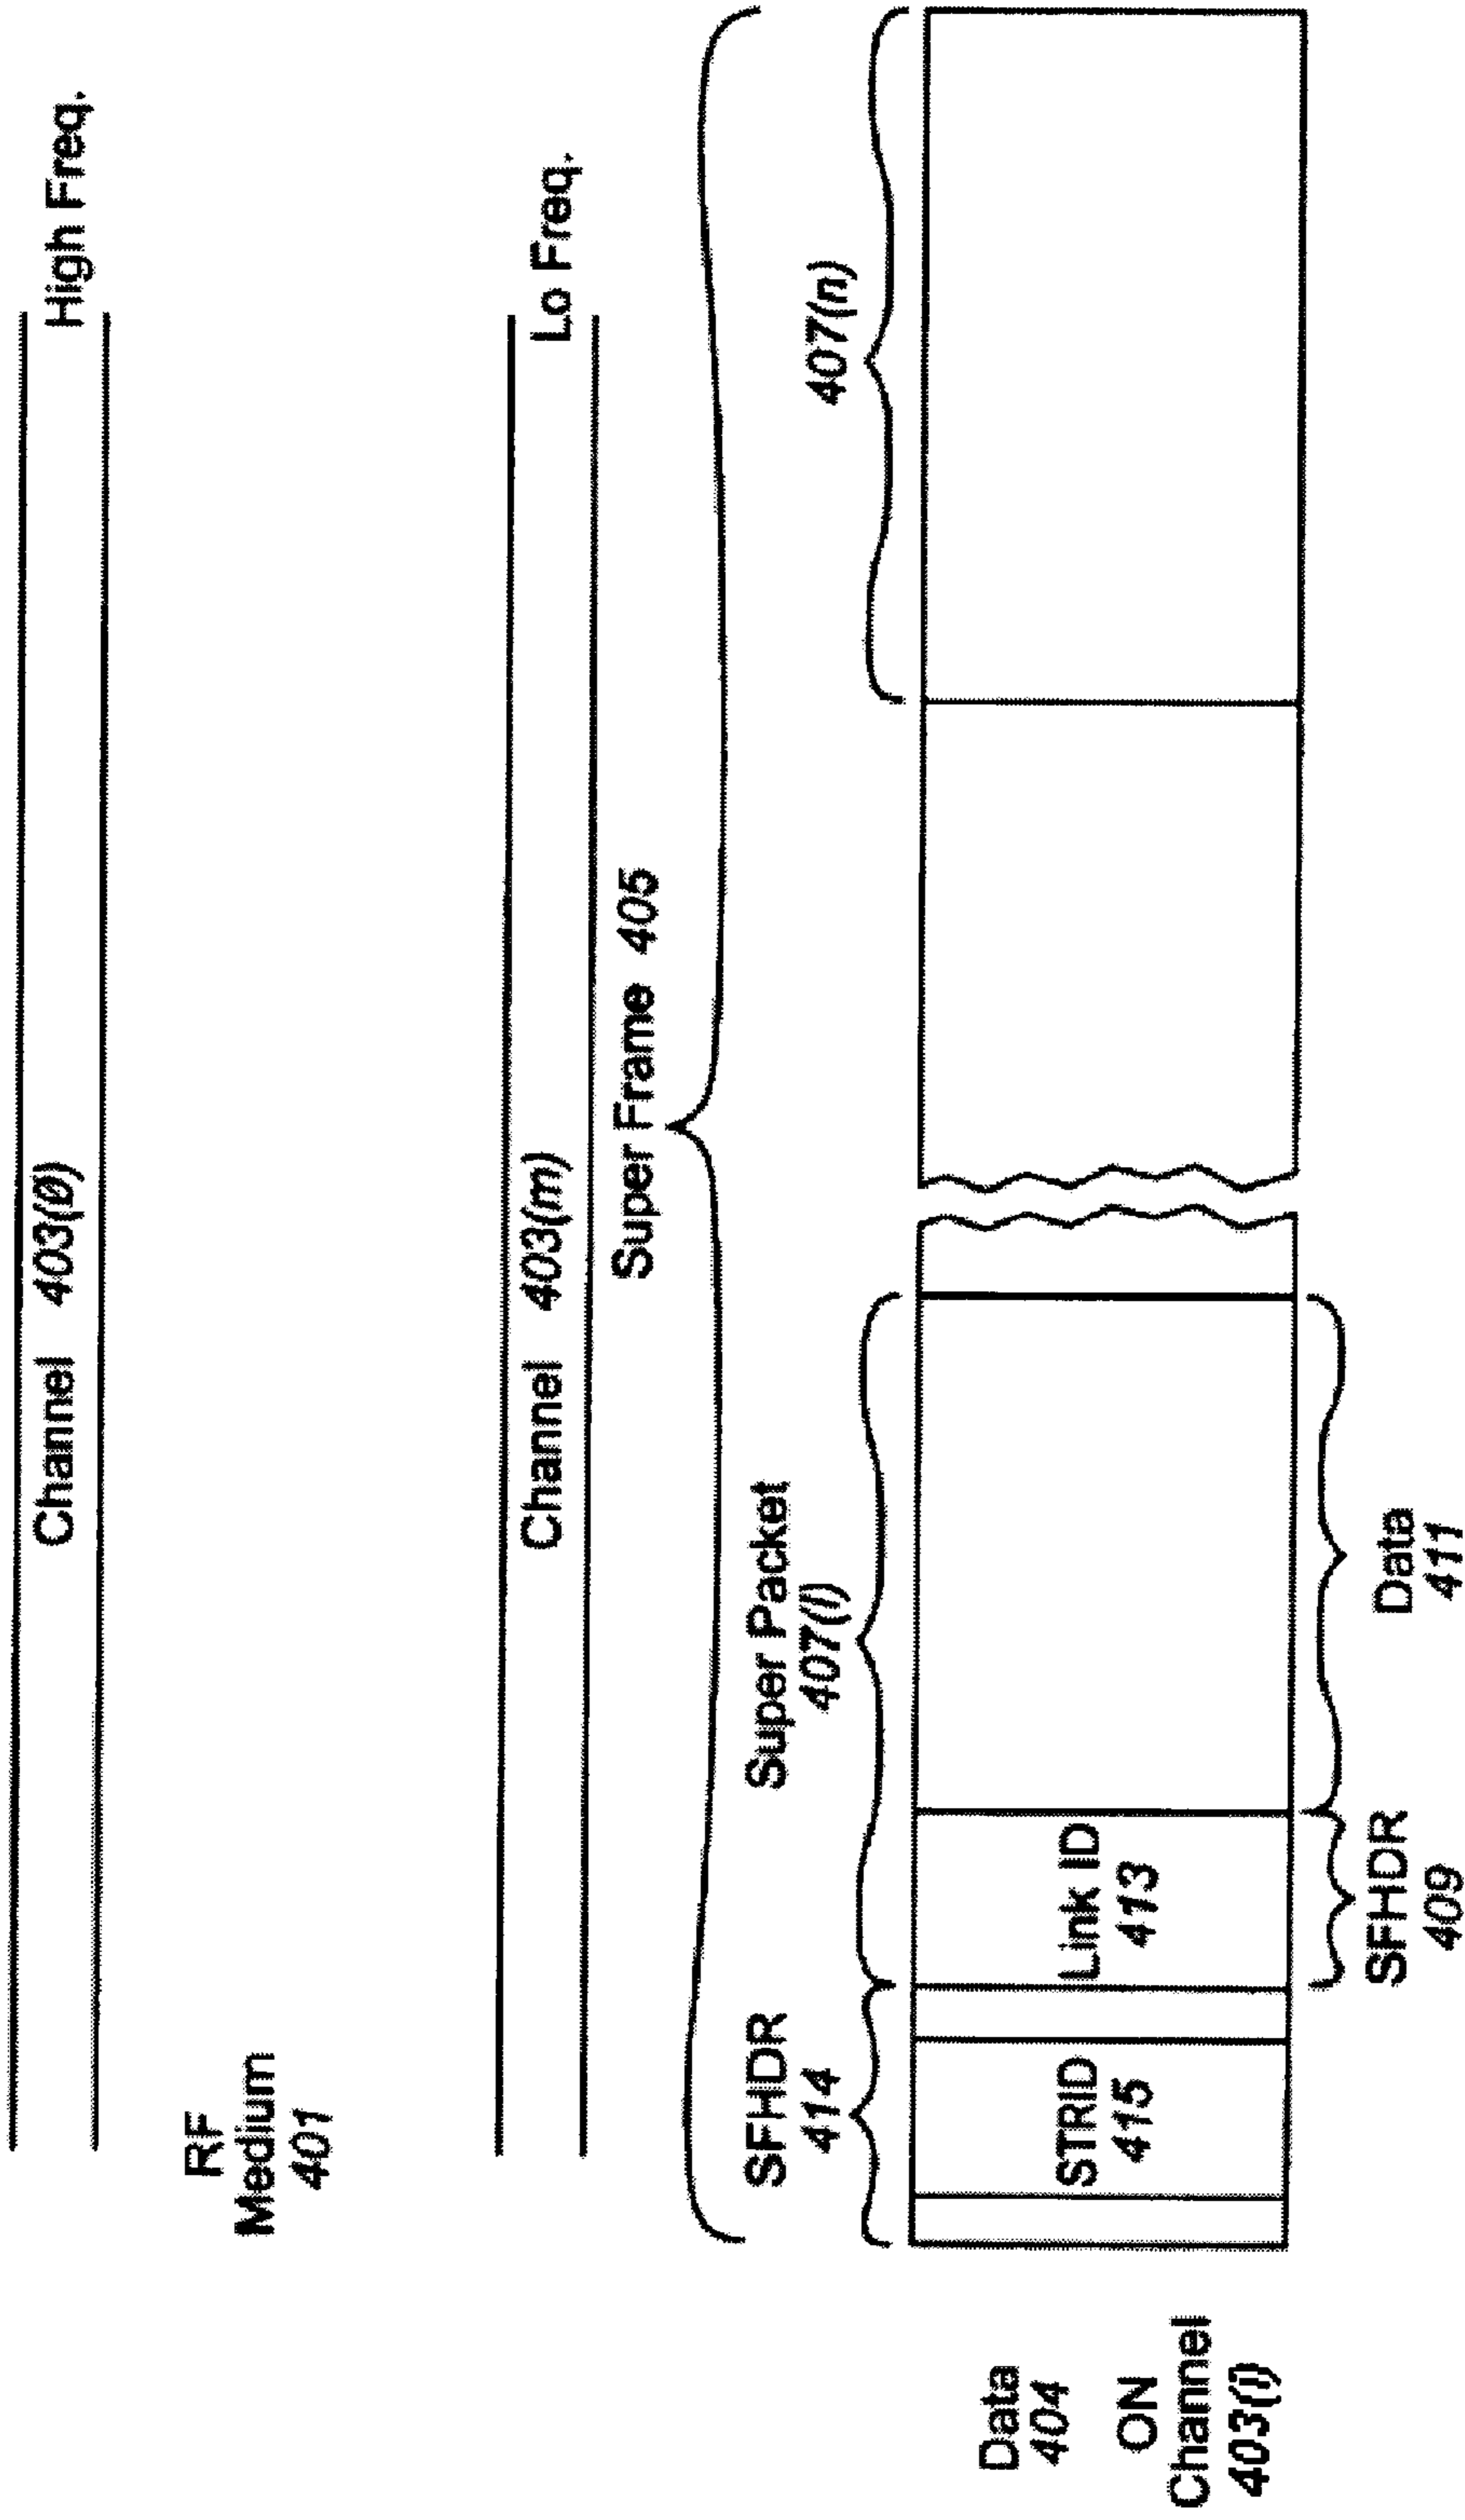 Channel 403(0)
High Freq.
RF
Medium
401
Channel 403(m)
Lo Freq.
Super Frame 405
SFHDR
414
Super Packet
407(i)
407(n)
Data
404
ON
Channel
403(i)
STRID
415
Link ID
413
SFHDR
409
Data
411